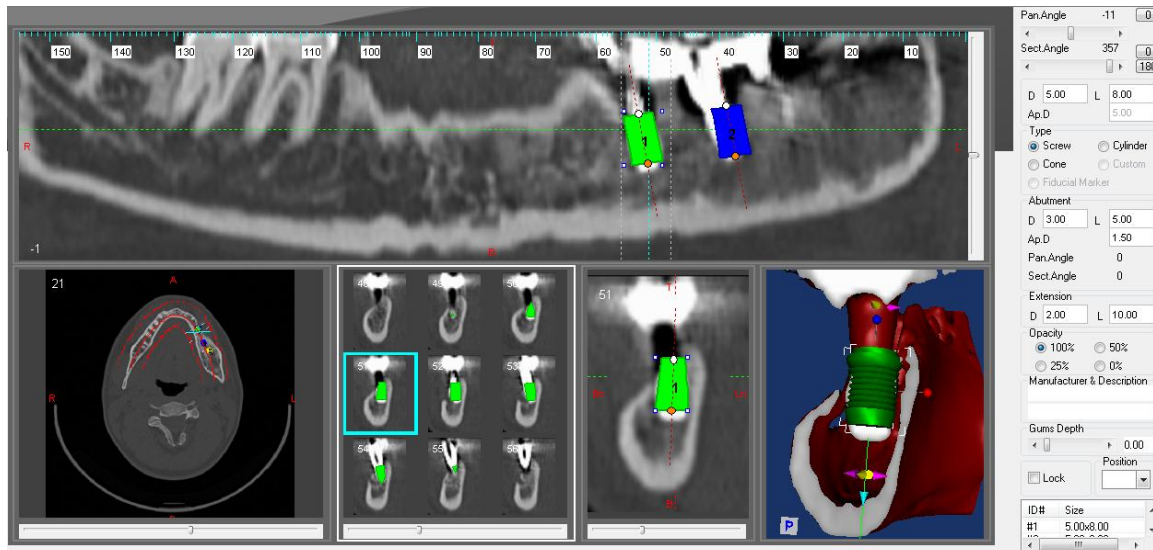 Pan.Angle -11 0
Sect.Angle 357 0
180
D 5.00 L 8.00
Ap.D 5.00
Type
Screw Cylinder
Cone Custom
Fiducial Marker
Abutment
D 3.00 L 5.00
Ap.D 1.50
Pan.Angle 0
Sect.Angle 0
Extension
D 2.00 L 10.00
Opacity
100% 50%
25% 0%
Manufacturer & Description
Gums Depth
0.00
Position
Lock
ID# Size
#1 5.00x8.00
150 140 130 120 110 100 90 80 70 60 50 40 30 20 10
1 2
R L
-1
21
A
R L
49 50
51 52 53
54 55 56
51
T
1
P